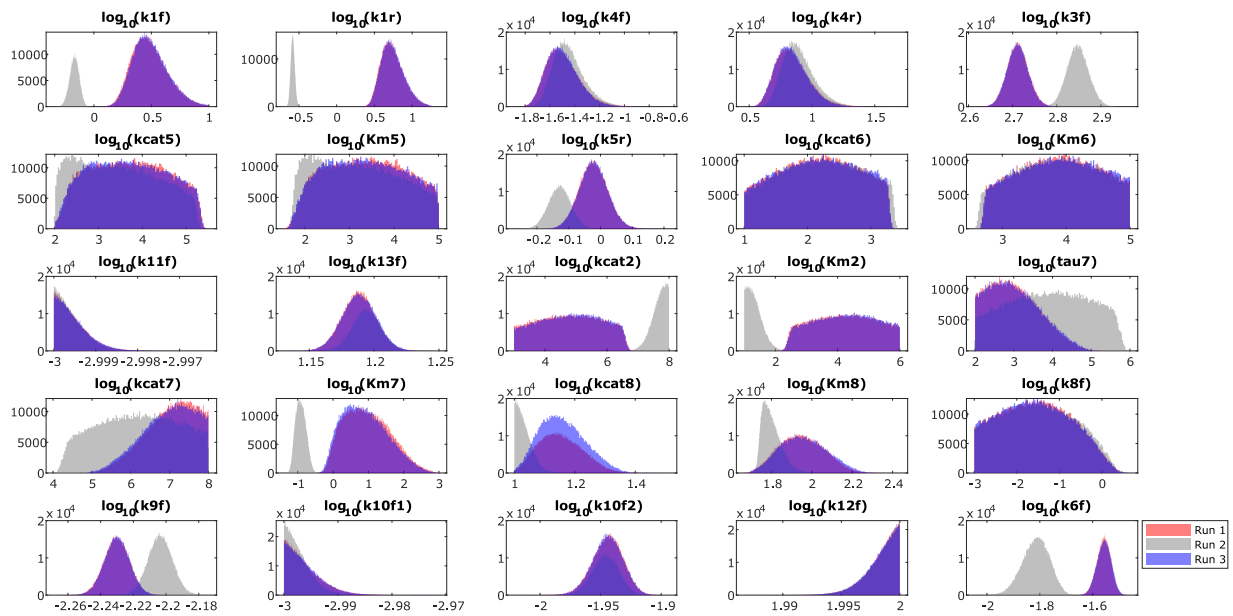 log10(k1f) log10(k1r) log10(k4f) log10(k4r) log10(k3f)
× 10^4 × 10^4 × 10^4
10000 10000 2 2 2
5000 5000 1 1 1
0 0 0 0 0
0 0.5 1 -0.5 0 0.5 1 -1.8 -1.6 -1.4 -1.2 -1 -0.8 -0.6 0.5 1 1.5 2.6 2.7 2.8 2.9
log10(kcat5) log10(Km5) log10(k5r) log10(kcat6) log10(Km6)
× 10^4
10000 10000 2 10000 10000
5000 5000 1 5000 5000
0 0 0 0 0
2 3 4 5 2 3 4 5 -0.2 -0.1 0 0.1 0.2 1 2 3 3 4 5
log10(k11f) log10(k13f) log10(kcat2) log10(Km2) log10(tau7)
× 10^4 × 10^4 × 10^4 × 10^4
2 2 2 2 10000
1 1 1 1 5000
0 0 0 0 0
-3 -2.999 -2.998 -2.997 1.15 1.2 1.25 4 6 8 2 4 6 2 3 4 5 6
log10(kcat7) log10(Km7) log10(kcat8) log10(Km8) log10(k8f)
× 10^4 × 10^4
10000 10000 2 2 10000
5000 5000 1 1 5000
0 0 0 0 0
4 5 6 7 8 -1 0 1 2 3 1 1.2 1.4 1.8 2 2.2 2.4 -3 -2 -1 0
log10(k9f) log10(k10f1) log10(k10f2) log10(k12f) log10(k6f)
× 10^4 × 10^4 × 10^4 × 10^4 × 10^4
2 2 2 2 2
1 1 1 1 1
0 0 0 0 0
-2.26 -2.24 -2.22 -2.2 -2.18 -3 -2.99 -2.98 -2.97 -2 -1.95 -1.9 1.99 1.995 2 -2 -1.8 -1.6
Run 1
Run 2
Run 3